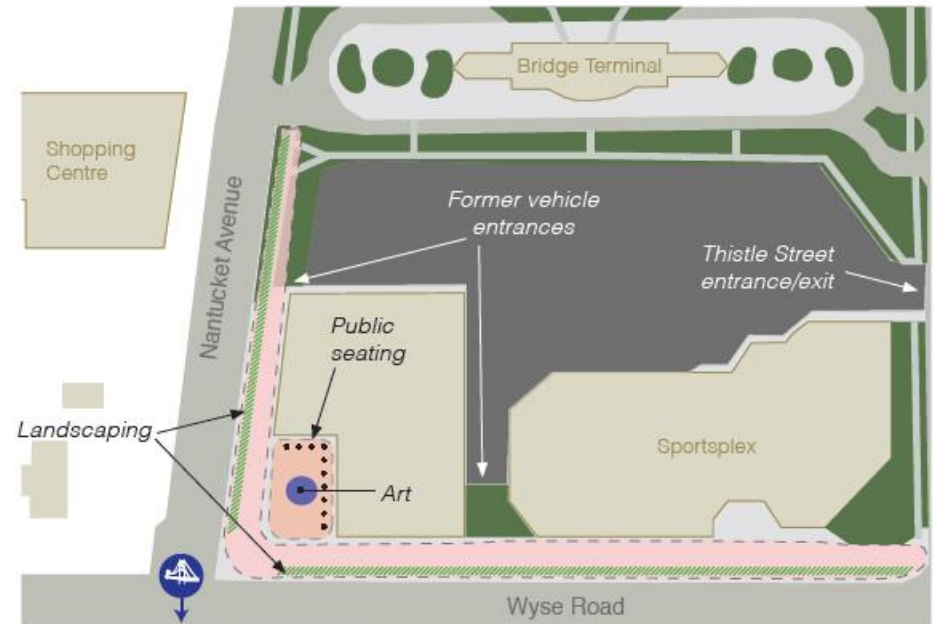 Bridge Terminal
Shopping
Centre
Nantucket Avenue
Former vehicle
entrances
Thistle Street
entrance/exit
Public
seating
Landscaping
Art
Sportsplex
Wyse Road